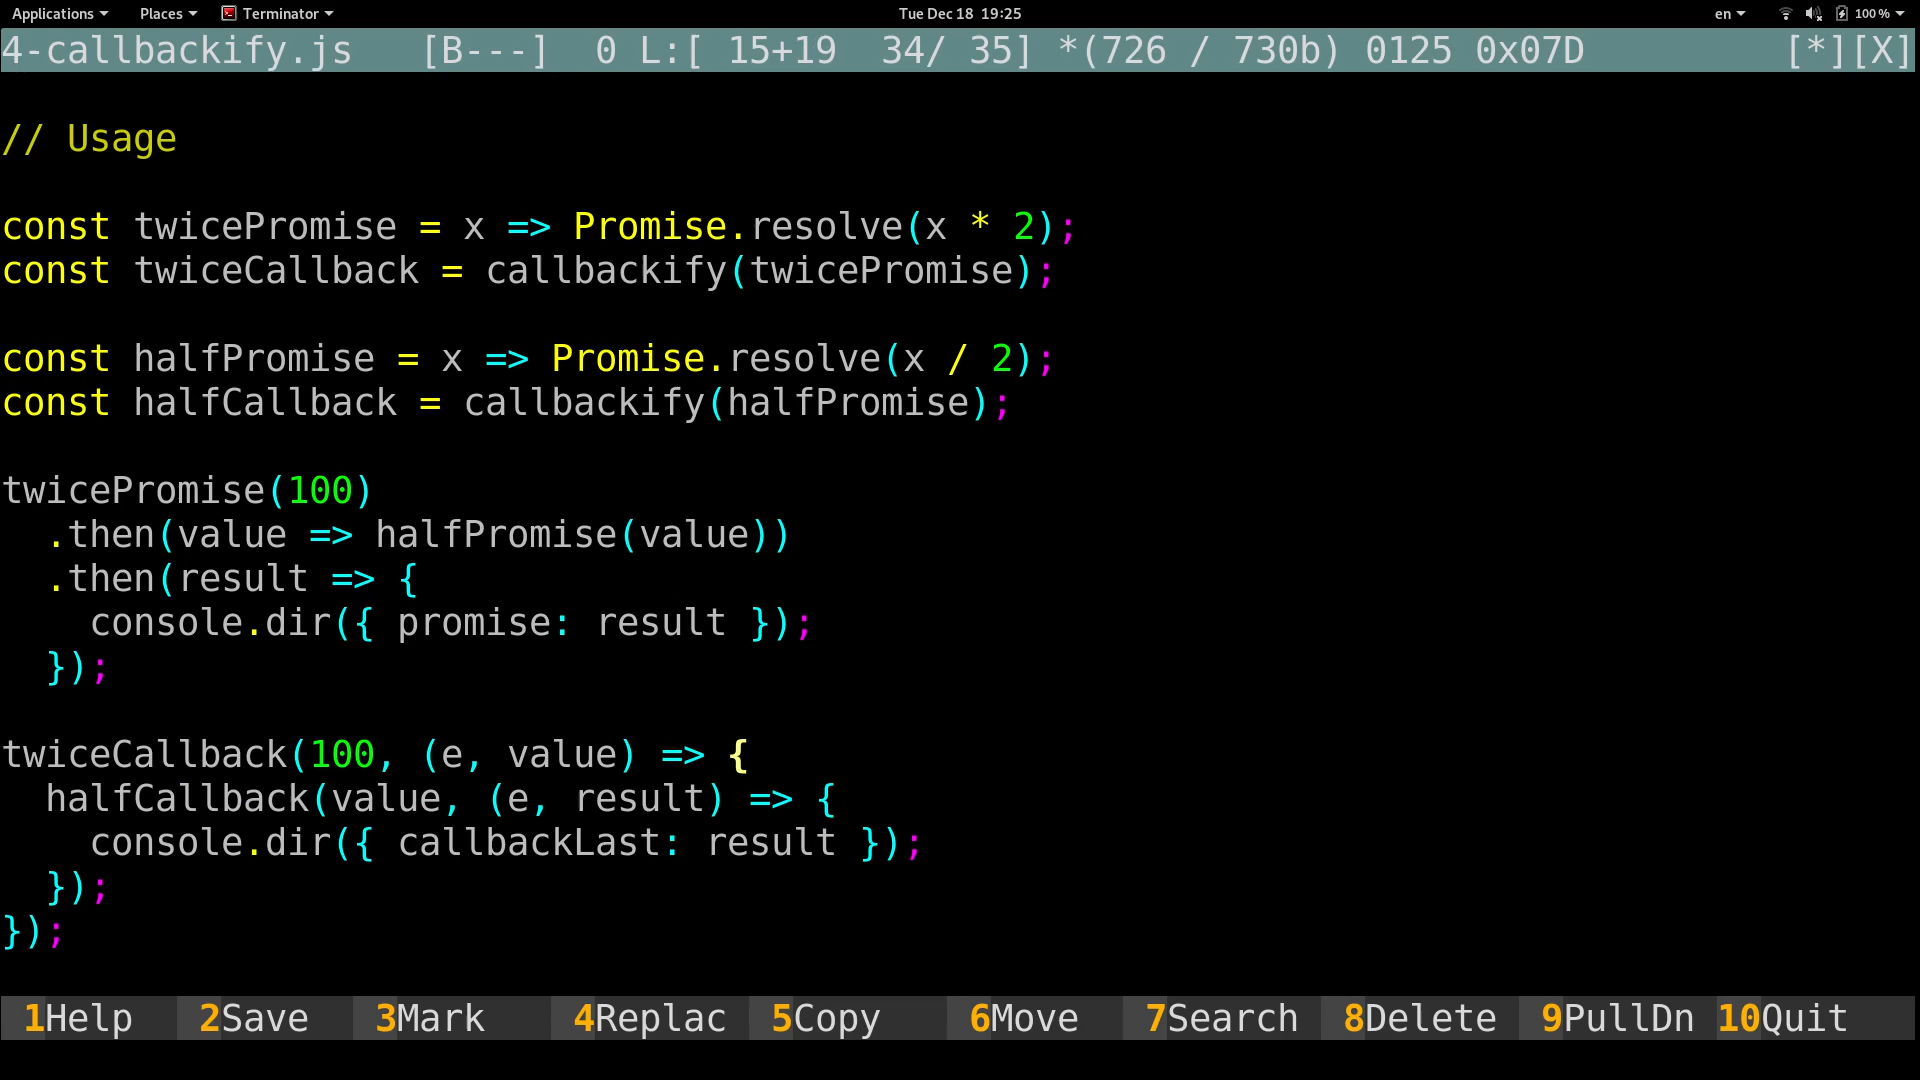 Applications Places Terminator Tue Dec 18 19:25 en 100 %
4-callbackify.js [B---] 0 L:[ 15+19 34/ 35] *(726 / 730b) 0125 0x07D [*][X]
// Usage
const twicePromise = x => Promise.resolve(x * 2);
const twiceCallback = callbackify(twicePromise);
const halfPromise = x => Promise.resolve(x / 2);
const halfCallback = callbackify(halfPromise);
twicePromise(100)
  .then(value => halfPromise(value))
  .then(result => {
    console.dir({ promise: result });
  });
twiceCallback(100, (e, value) => {
  halfCallback(value, (e, result) => {
    console.dir({ callbackLast: result });
  });
});
1Help 2Save 3Mark 4Replac 5Copy 6Move 7Search 8Delete 9PullDn 10Quit